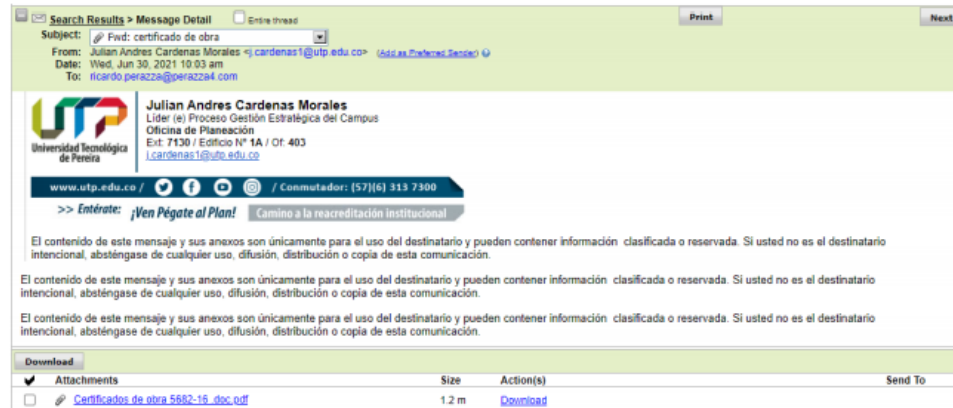 Search Results > Message Detail Entire thread Print Next
Subject: Fwd: certificado de obra
From: Julian Andres Cardenas Morales <j.cardenas1@utp.edu.co> (Add as Preferred Sender)
Date: Wed, Jun 30, 2021 10:03 am
To: ricardo.perazza@perazza4.com
UTP
Universidad Tecnológica
de Pereira
Julian Andres Cardenas Morales
Líder (e) Proceso Gestión Estratégica del Campus
Oficina de Planeación
Ext: 7130 / Edificio N° 1A / Of: 403
j.cardenas1@utp.edu.co
www.utp.edu.co / / Conmutador: (57)(6) 313 7300
>> Entérate: ¡Ven Pégate al Plan! Camino a la reacreditación institucional
El contenido de este mensaje y sus anexos son únicamente para el uso del destinatario y pueden contener información clasificada o reservada. Si usted no es el destinatario
intencional, absténgase de cualquier uso, difusión, distribución o copia de esta comunicación.
El contenido de este mensaje y sus anexos son únicamente para el uso del destinatario y pueden contener información clasificada o reservada. Si usted no es el destinatario
intencional, absténgase de cualquier uso, difusión, distribución o copia de esta comunicación.
El contenido de este mensaje y sus anexos son únicamente para el uso del destinatario y pueden contener información clasificada o reservada. Si usted no es el destinatario
intencional, absténgase de cualquier uso, difusión, distribución o copia de esta comunicación.
Download
Attachments Size Action(s) Send To
Certificados de obra 5682-16 .doc.pdf 1.2 m Download